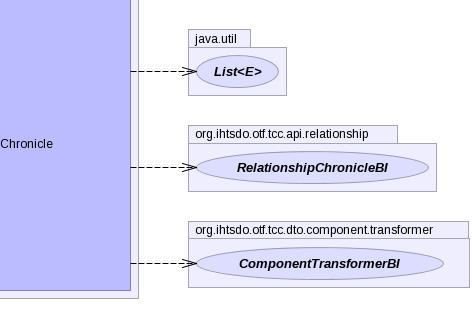 java.util
List<E>
org.ihtsdo.otf.tcc.api.relationship
Chronicle
RelationshipChronicleBI
org.ihtsdo.otf.tcc.dto.component.transformer
ComponentTransformerBI